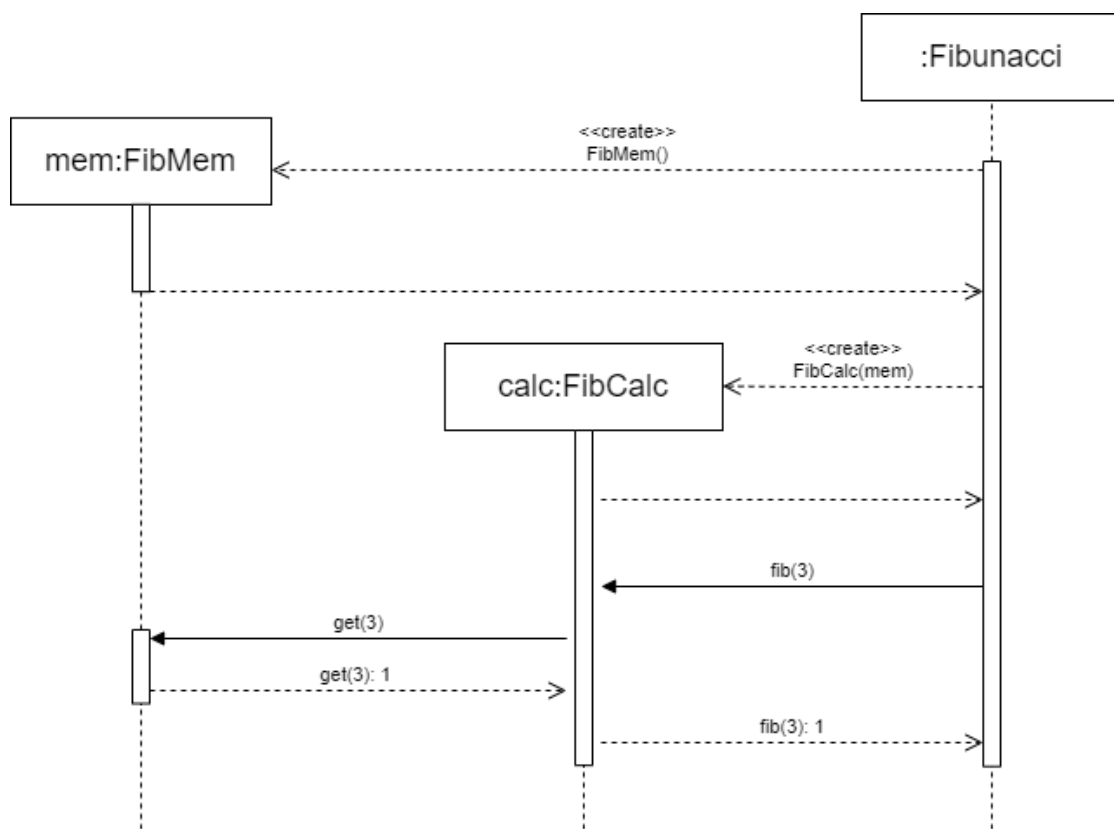 :Fibunacci
<<create>>
FibMem()
mem:FibMem
<<create>>
FibCalc(mem)
calc:FibCalc
fib(3)
get(3)
get(3): 1
fib(3): 1